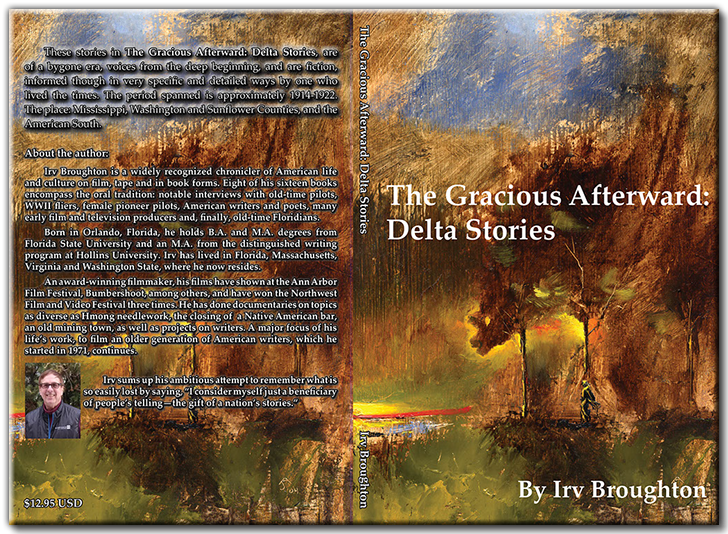 These stories in The Gracious Afterward: Delta Stories, are
of a bygone era, voices from the deep beginning, and are fiction,
informed though in very specific and detailed ways by one who
lived the times. The period spanned is approximately 1914-1922.
The place: Mississippi, Washington and Sunflower Counties, and the
American South.
About the author:
Irv Broughton is a widely recognized chronicler of American life
and culture on film, tape and in book forms. Eight of his sixteen books
encompass the oral tradition: notable interviews with old-time pilots,
WWII fliers, female pioneer pilots, American writers and poets, many
early film and television producers and, finally, old-time Floridians.
Born in Orlando, Florida, he holds B.A. and M.A. degrees from
Florida State University and an M.A. from the distinguished writing
program at Hollins University. Irv has lived in Florida, Massachusetts,
Virginia and Washington State, where he now resides.
An award-winning filmmaker, his films have shown at the Ann Arbor
Film Festival, Bumbershoot, among others, and have won the Northwest
Film and Video Festival three times. He has done documentaries on topics
as diverse as Hmong needlework, the closing of a Native American bar,
an old mining town, as well as projects on writers. A major focus of his
life's work, to film an older generation of American writers, which he
started in 1971, continues.
Irv sums up his ambitious attempt to remember what is
so easily lost by saying, "I consider myself just a beneficiary
of people's telling—the gift of a nation's stories."
$12.95 USD
The Gracious Afterward: Delta Stories
Irv Broughton
The Gracious Afterward:
Delta Stories
By Irv Broughton